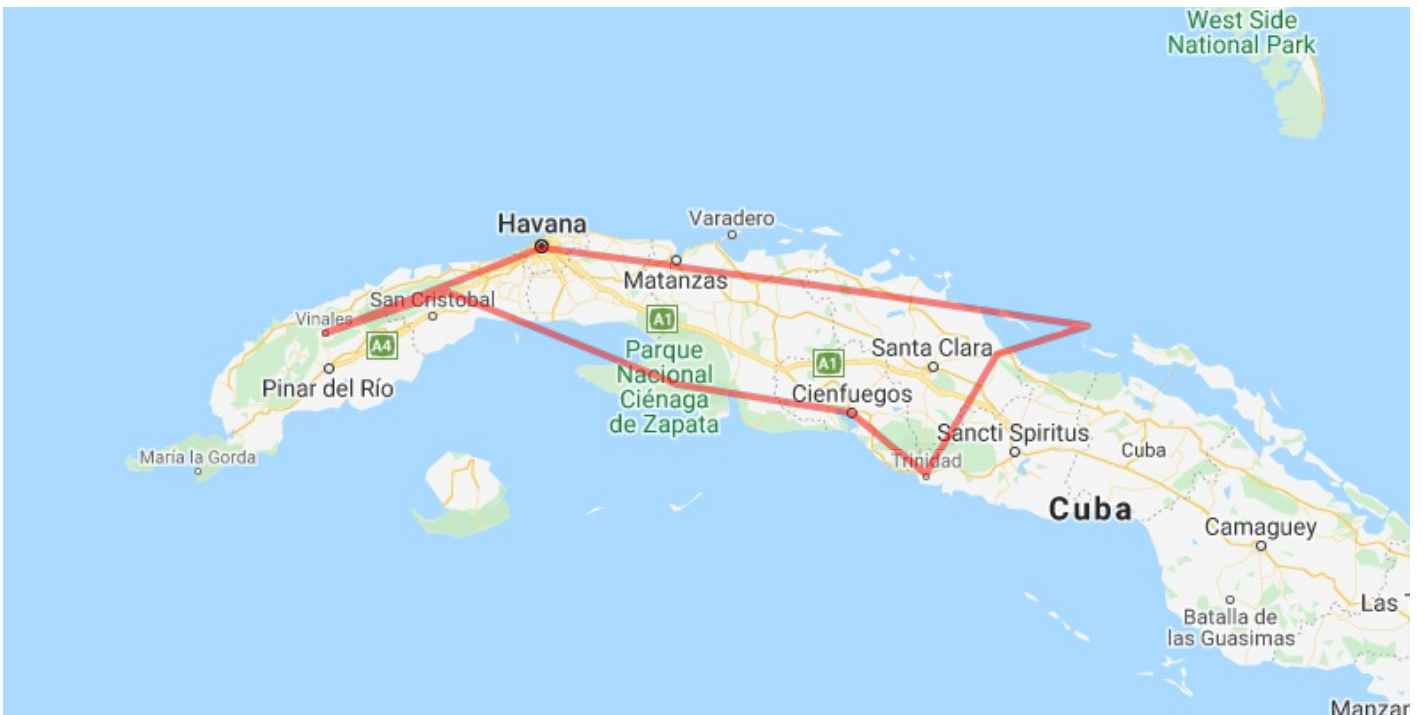 West Side
National Park
Havana
Varadero
Matanzas
San Cristobal
Vinales
A1
A4
Parque
Nacional
Ciénaga
de Zapata
A1
Santa Clara
Pinar del Río
Cienfuegos
María la Gorda
Sancti Spiritus
Trinidad
Cuba
Cuba
Camaguey
Las
Batalla de
las Guasimas
Manzar